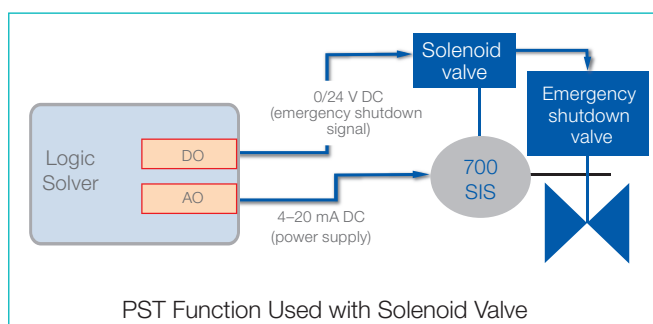 Solenoid
valve
0/24 V DC
(emergency shutdown
signal)
Emergency
shutdown
valve
Logic
Solver
DO
AO
700
SIS
4–20 mA DC
(power supply)
PST Function Used with Solenoid Valve